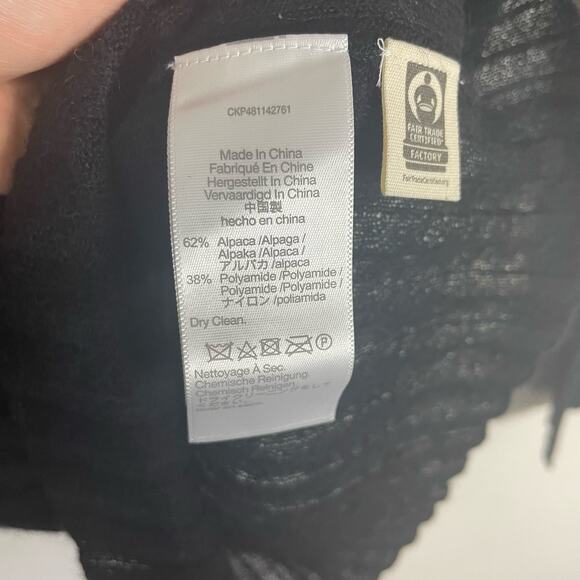 CKP481142761
Made In China
Fabriqué En Chine
Hergestellt In China
Vervaardigd In China
中国製
hecho en china
62% Alpaca /Alpaga /
Alpaka /Alpaca /
アルパカ /alpaca
38% Polyamide /Polyamide /
Polyamide /Polyamide /
ナイロン /poliamida
Dry Clean.
P
Nettoyage À Sec.
Chemische Reinigung.
Chemisch Reinigen.
FAIR TRADE
CERTIFIED
FACTORY
FairTradeCertified.org